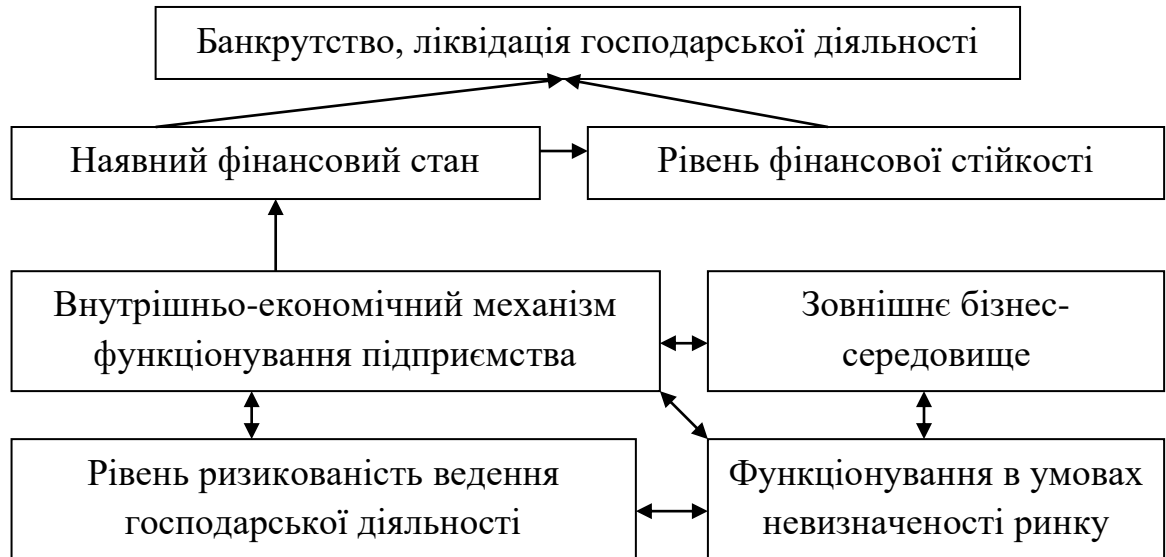 Банкрутство, ліквідація господарської діяльності
Наявний фінансовий стан
Рівень фінансової стійкості
Внутрішньо-економічний механізм
функціонування підприємства
Зовнішнє бізнес-
середовище
Рівень ризикованість ведення
господарської діяльності
Функціонування в умовах
невизначеності ринку